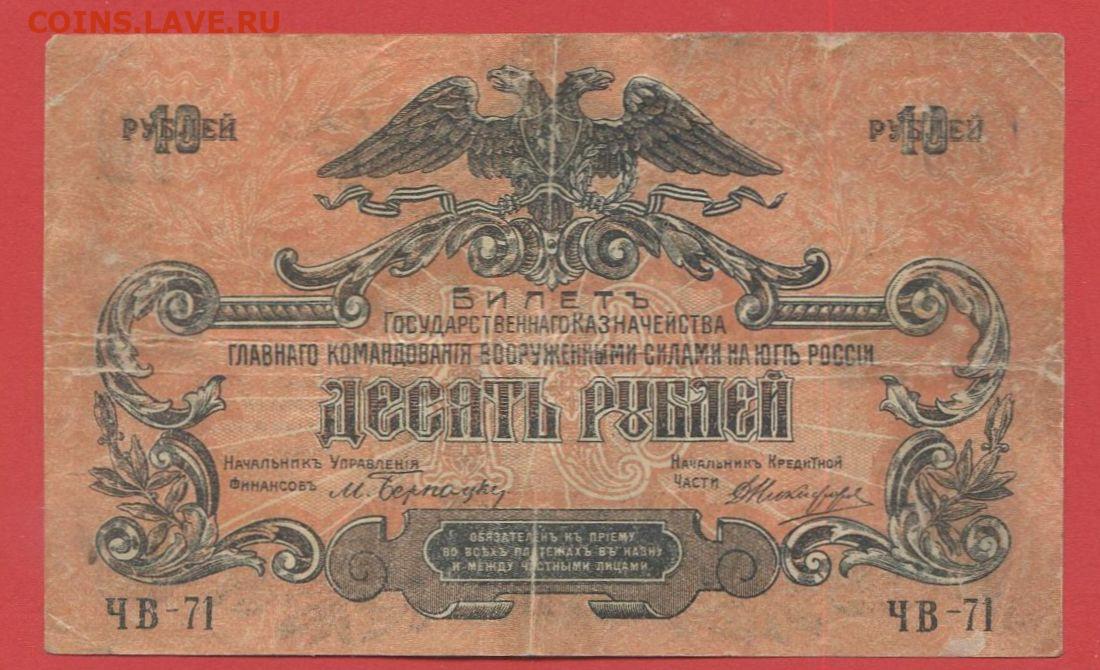 COINS.LAVE.RU
10 РУБЛЕЙ
10 РУБЛЕЙ
БИЛЕТЪ
ГОСУДАРСТВЕННАГО КАЗНАЧЕЙСТВА
ГЛАВНАГО КОМАНДОВАНІЯ ВООРУЖЕННЫМИ СИЛАМИ НА ЮГѢ РОССІИ
10
ДЕСЯТЬ РУБЛЕЙ
НАЧАЛЬНИКЪ УПРАВЛЕНІЯ
ФИНАНСОВЪ М. Бернацкій
НАЧАЛЬНИКЪ КРЕДИТНОЙ
ЧАСТИ
ОБЯЗАТЕЛЕНЪ КЪ ПРІЕМУ
ВО ВСѢХЪ ПЛАТЕЖАХЪ ВЪ КАЗНУ
И МЕЖДУ ЧАСТНЫМИ ЛИЦАМИ.
ЧВ-71
ЧВ-71